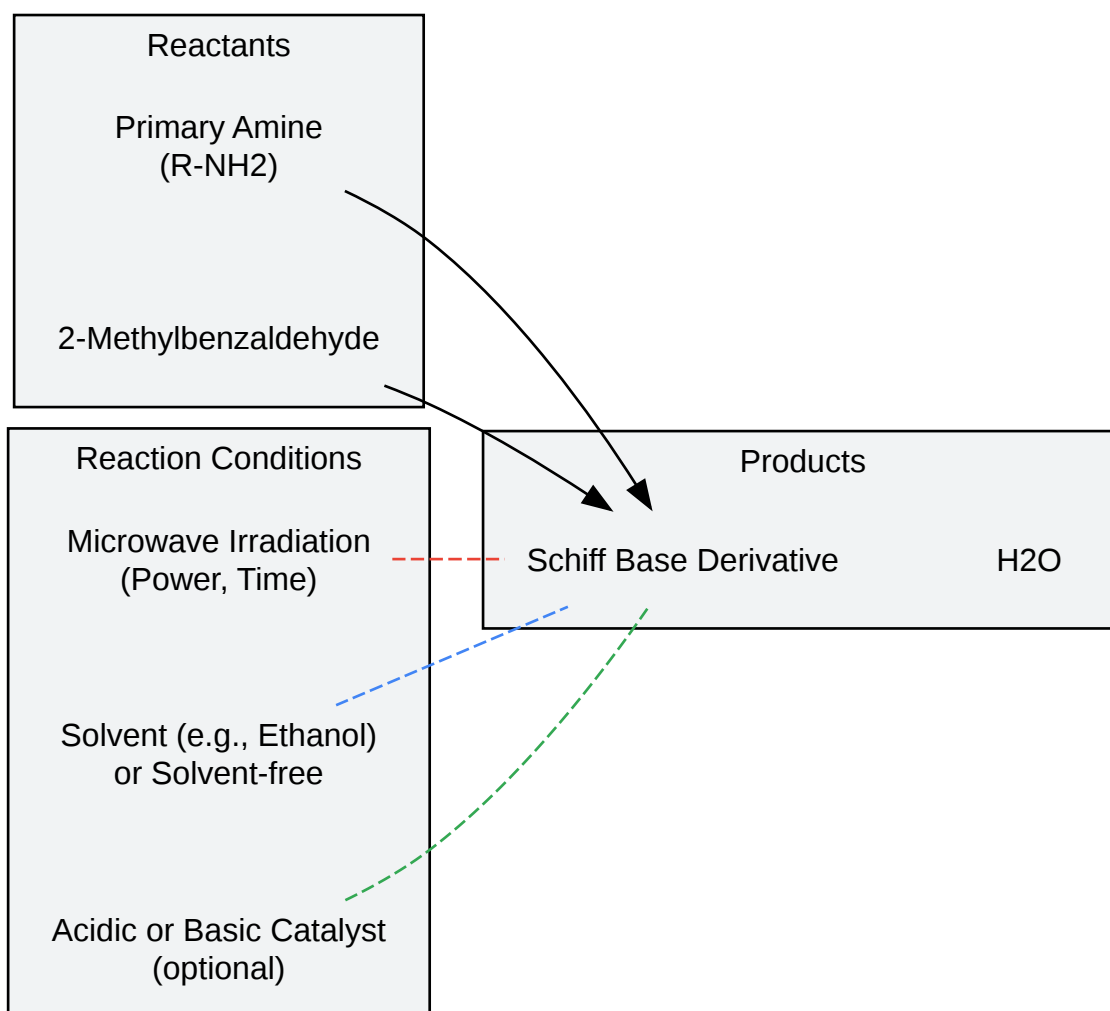 Reactants
Primary Amine
(R-NH2)
2-Methylbenzaldehyde
Reaction Conditions
Microwave Irradiation
(Power, Time)
Solvent (e.g., Ethanol)
or Solvent-free
Acidic or Basic Catalyst
(optional)
Products
Schiff Base Derivative
H2O